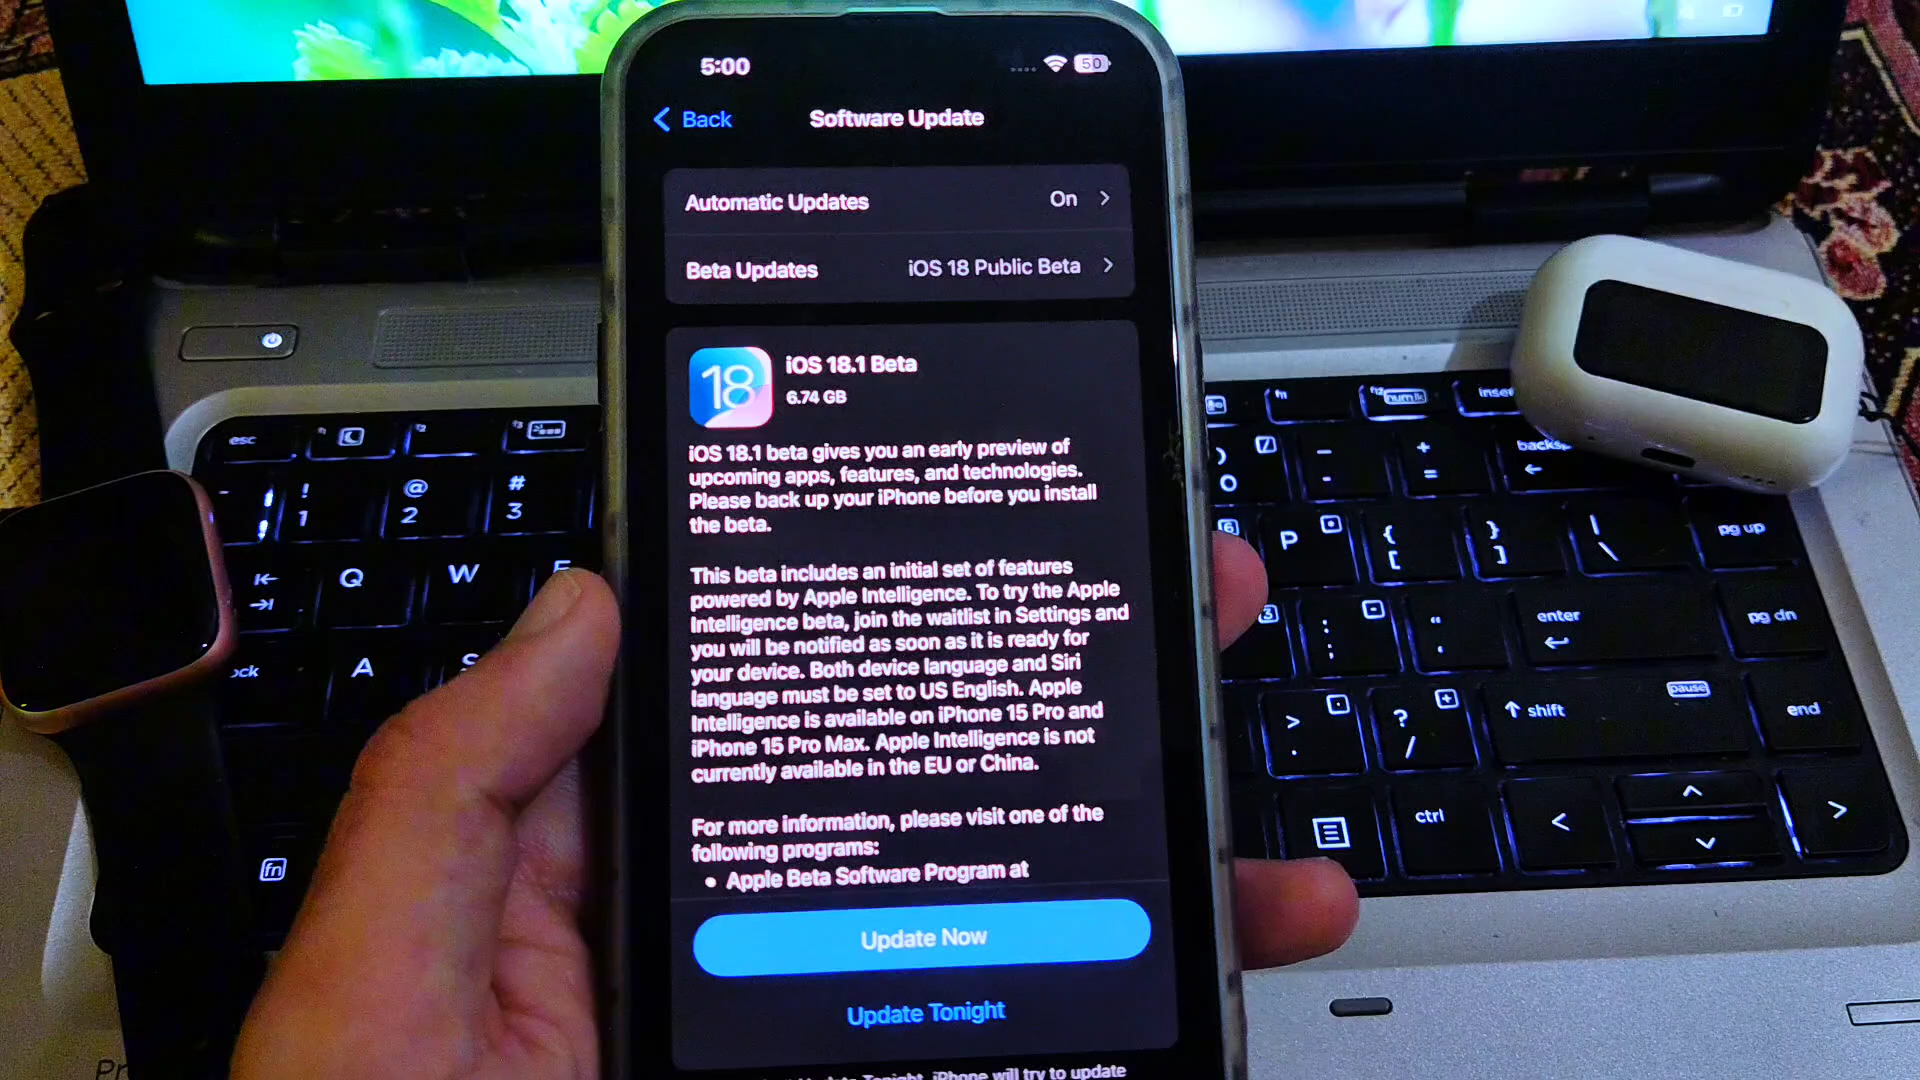 5:00
50
Back
Software Update
Automatic Updates
On
Beta Updates
iOS 18 Public Beta
18
iOS 18.1 Beta
6.74 GB
iOS 18.1 beta gives you an early preview of
upcoming apps, features, and technologies.
Please back up your iPhone before you install
the beta.
This beta includes an initial set of features
powered by Apple Intelligence. To try the Apple
Intelligence beta, join the waitlist in Settings and
you will be notified as soon as it is ready for
your device. Both device language and Siri
language must be set to US English. Apple
Intelligence is available on iPhone 15 Pro and
iPhone 15 Pro Max. Apple Intelligence is not
currently available in the EU or China.
For more information, please visit one of the
following programs:
• Apple Beta Software Program at
Update Now
Update Tonight
Tonight, iPhone will try to update
esc
f1
f2
f3
! 1
@ 2
# 3
Q
W
A
fn
f11
f12
num lk
) 0
- -
+ =
P
{ [
} ]
| \
pg up
: ;
" '
enter
pg dn
> .
? /
shift
pause
end
ctrl